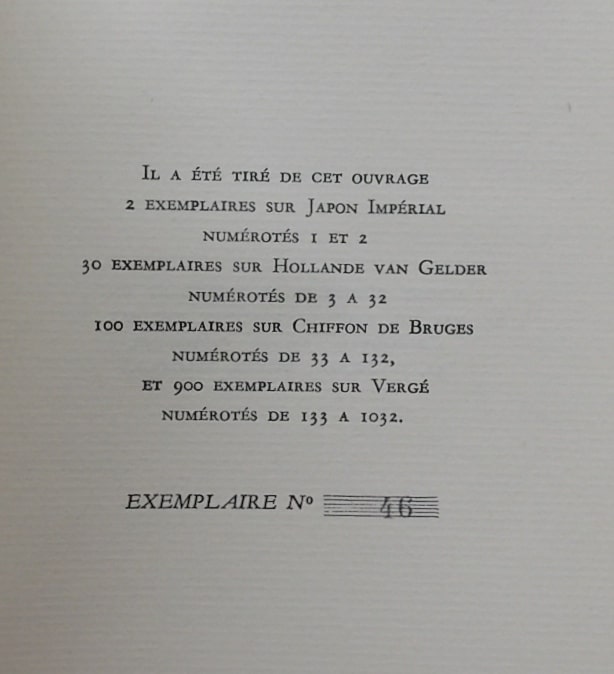 Il a été tiré de cet ouvrage
2 exemplaires sur Japon Impérial
numérotés 1 et 2
30 exemplaires sur Hollande van Gelder
numérotés de 3 a 32
100 exemplaires sur Chiffon de Bruges
numérotés de 33 a 132,
et 900 exemplaires sur Vergé
numérotés de 133 a 1032.
EXEMPLAIRE Nº 46